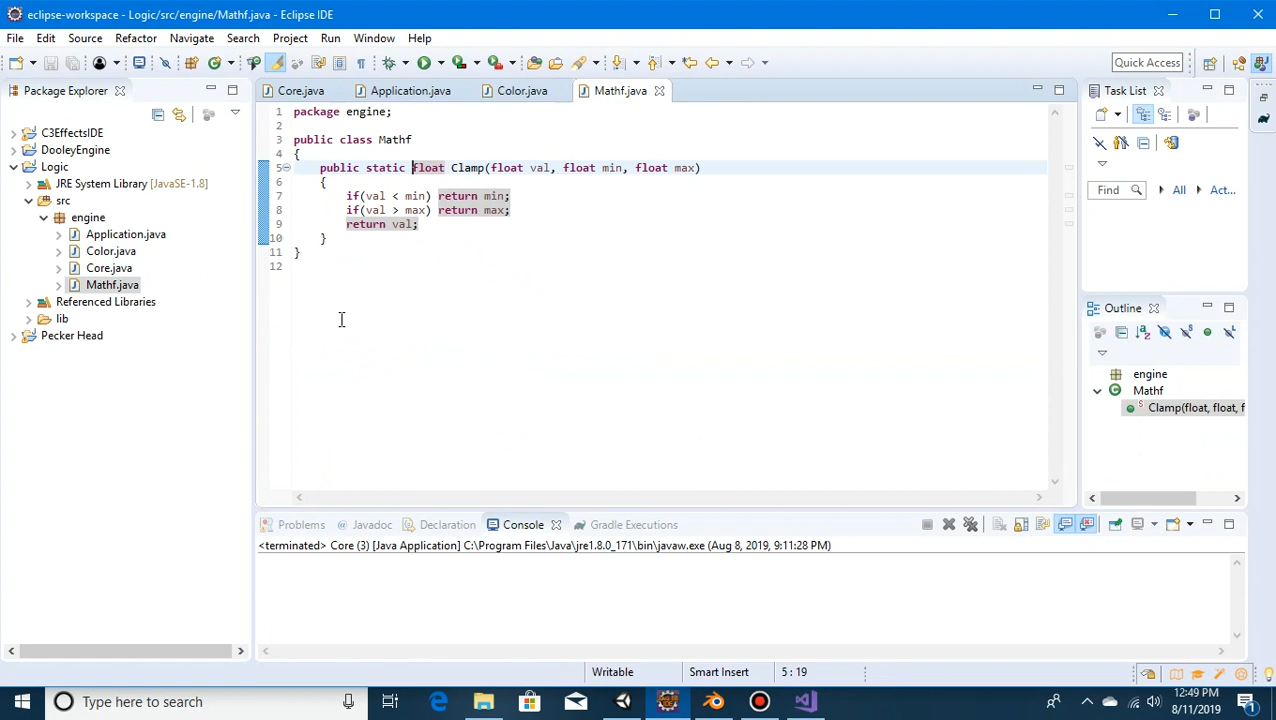 eclipse-workspace - Logic/src/engine/Mathf.java - Eclipse IDE
File Edit Source Refactor Navigate Search Project Run Window Help
Quick Access
Package Explorer
C3EffectsIDE
DooleyEngine
Logic
JRE System Library [JavaSE-1.8]
src
engine
Application.java
Color.java
Core.java
Mathf.java
Referenced Libraries
lib
Pecker Head
Core.java Application.java Color.java Mathf.java
1 package engine;
2
3 public class Mathf
4 {
5 public static float Clamp(float val, float min, float max)
6 {
7 if(val < min) return min;
8 if(val > max) return max;
9 return val;
10 }
11 }
12
Task List
Find All Act...
Outline
engine
Mathf
Clamp(float, float, f
Problems Javadoc Declaration Console Gradle Executions
<terminated> Core (3) [Java Application] C:\Program Files\Java\jre1.8.0_171\bin\javaw.exe (Aug 8, 2019, 9:11:28 PM)
Writable Smart Insert 5 : 19
Type here to search
12:49 PM
8/11/2019
1